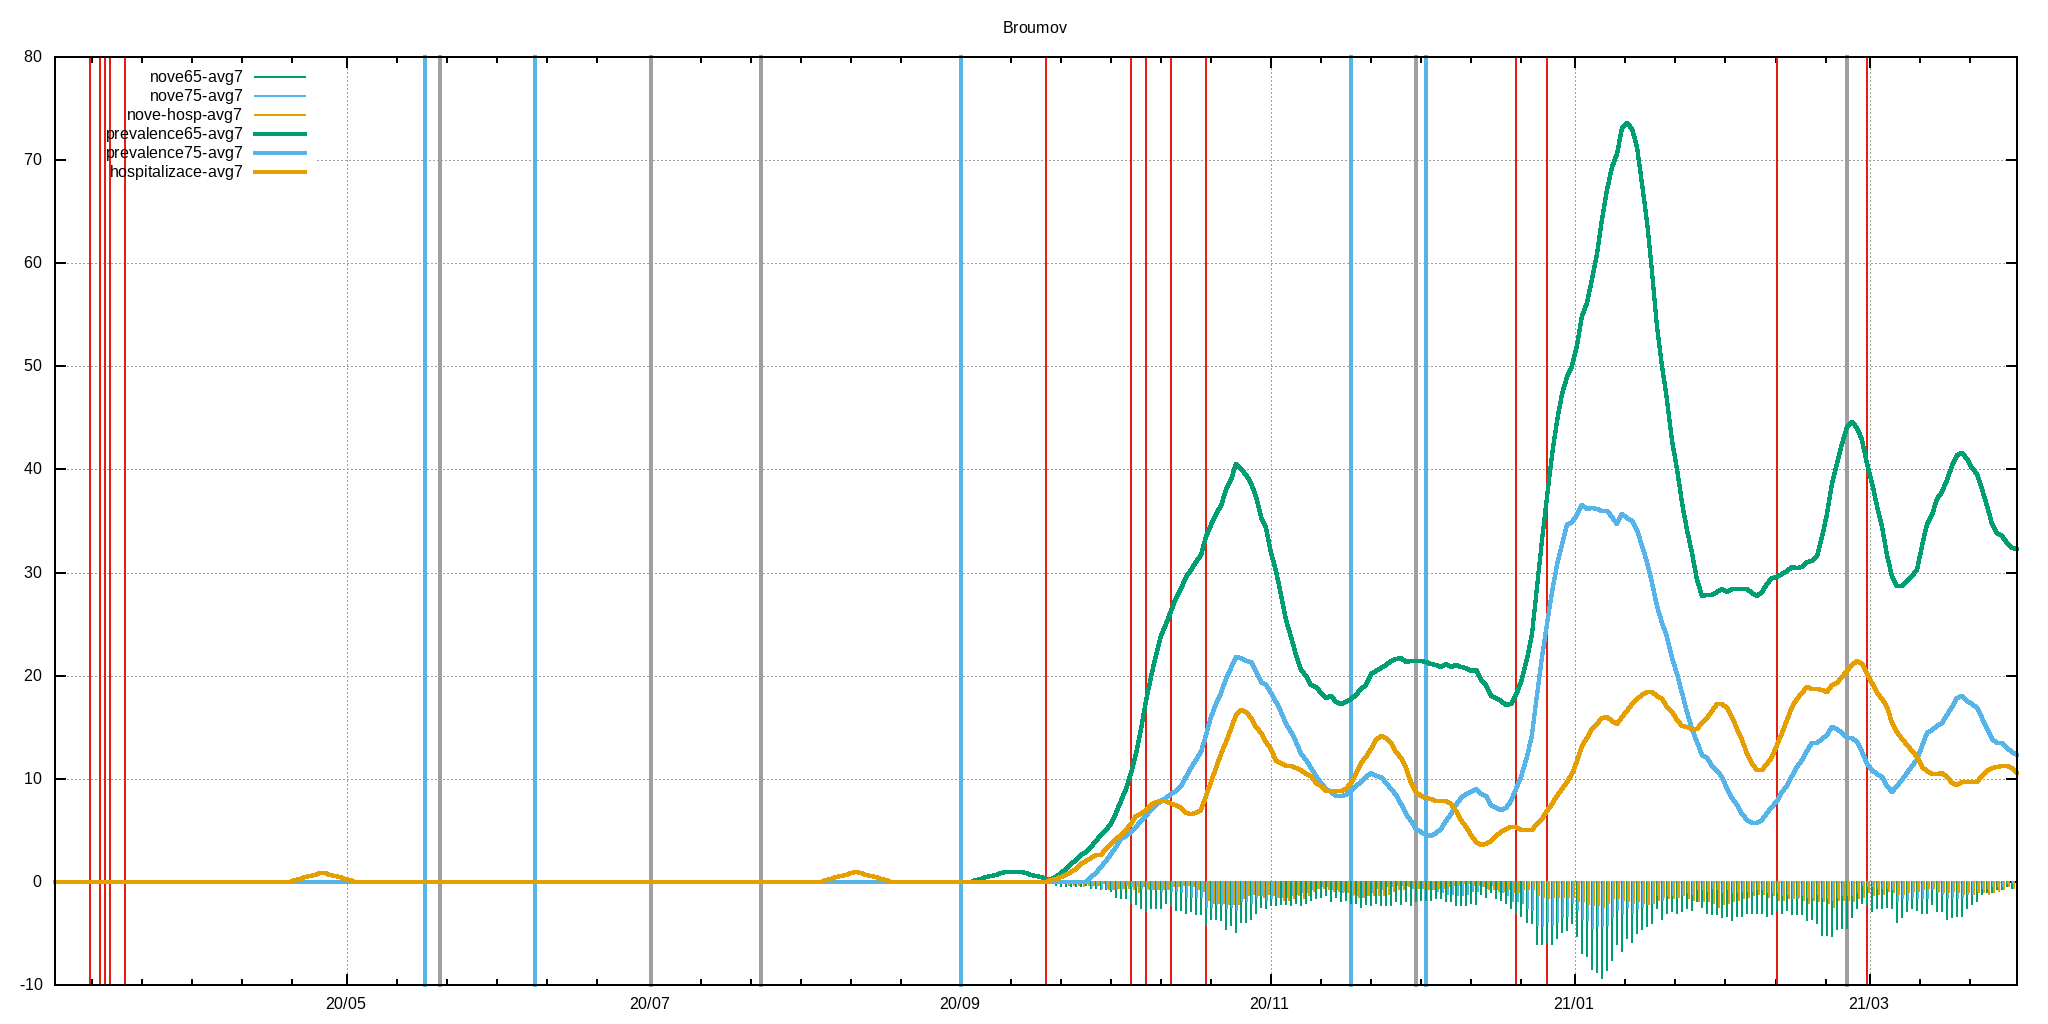 Broumov
80
70
60
50
40
30
20
10
0
-10
nove65-avg7
nove75-avg7
nove-hosp-avg7
prevalence65-avg7
prevalence75-avg7
hospitalizace-avg7
20/05
20/07
20/09
20/11
21/01
21/03